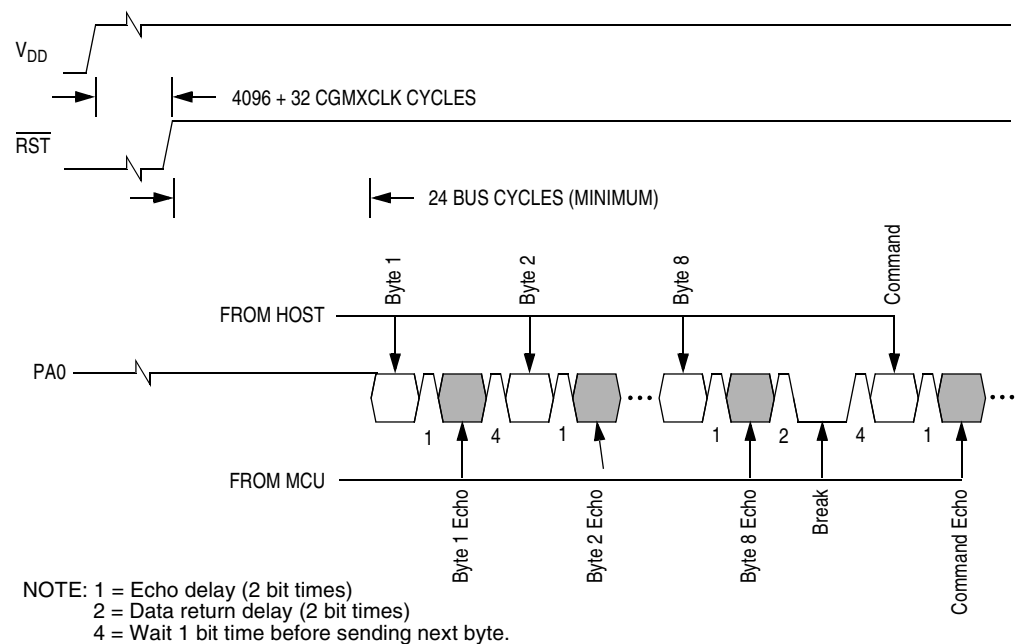 VDD
4096 + 32 CGMXCLK CYCLES
RST
24 BUS CYCLES (MINIMUM)
Byte 1
Byte 2
Byte 8
Command
FROM HOST
PA0
1
4
1
1
2
4
1
FROM MCU
Byte 1 Echo
Byte 2 Echo
Byte 8 Echo
Break
Command Echo
NOTE: 1 = Echo delay (2 bit times)
2 = Data return delay (2 bit times)
4 = Wait 1 bit time before sending next byte.